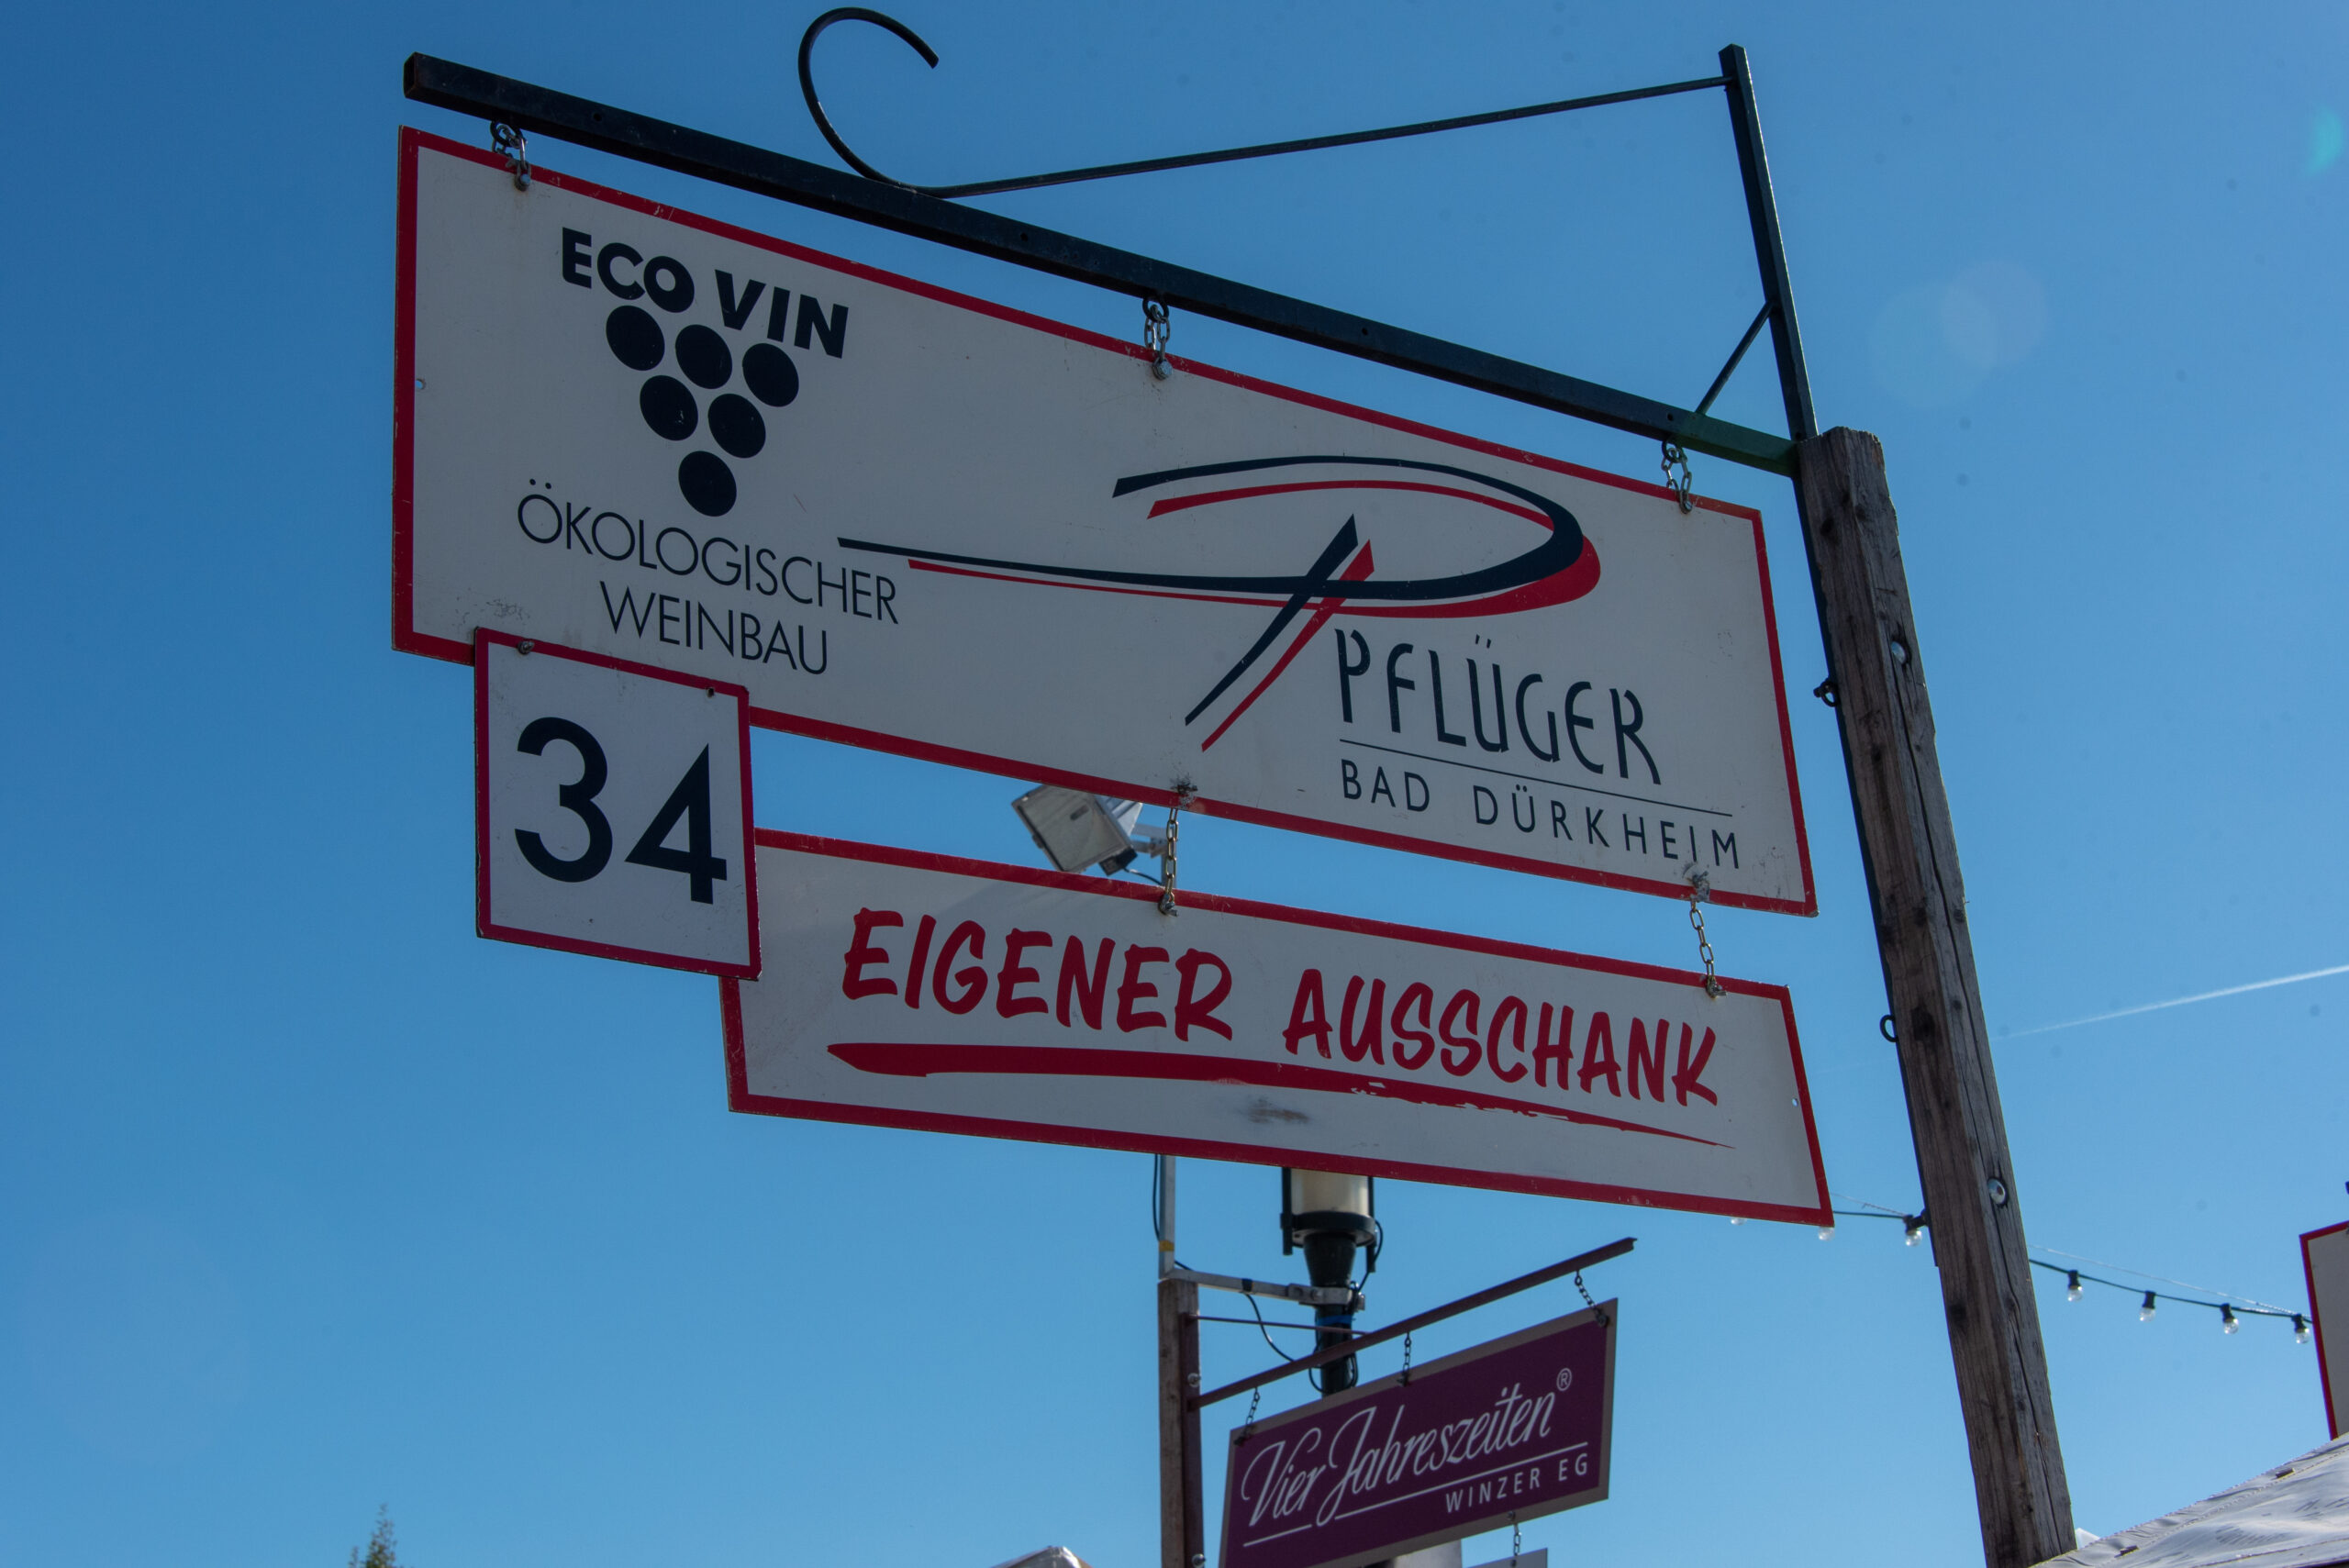 ECO VIN
ÖKOLOGISCHER
WEINBAU
PFLÜGER
BAD DÜRKHEIM
34
EIGENER AUSSCHANK
Vier Jahreszeiten®
WINZER EG